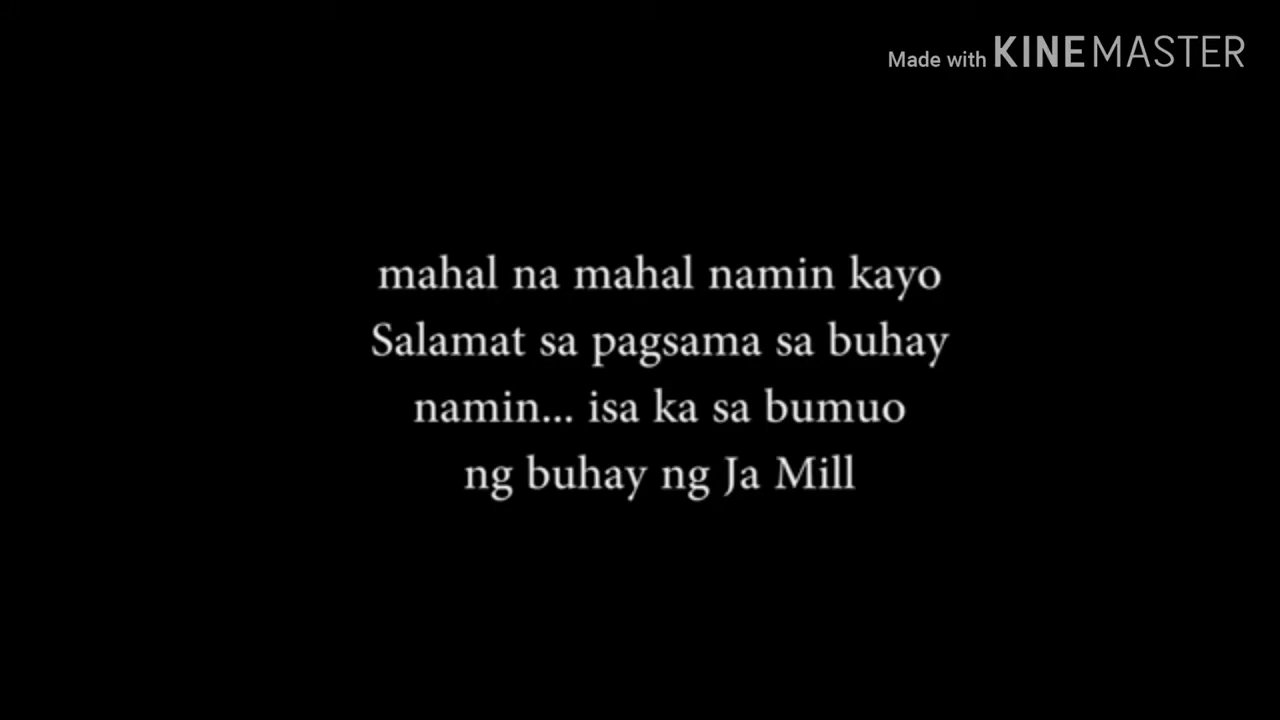 Made with KINEMASTER
mahal na mahal namin kayo
Salamat sa pagsama sa buhay
namin... isa ka sa bumuo
ng buhay ng Ja Mill